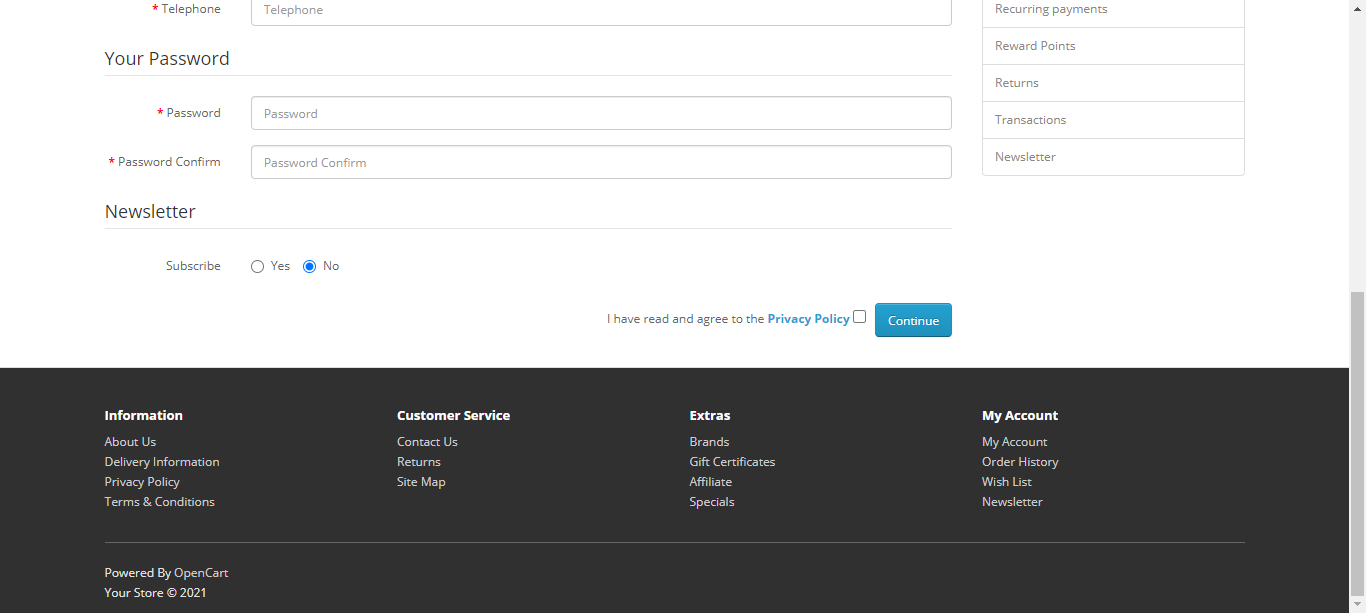 * Telephone Telephone
Your Password
* Password Password
* Password Confirm Password Confirm
Newsletter
Subscribe Yes No
I have read and agree to the Privacy Policy Continue
Recurring payments
Reward Points
Returns
Transactions
Newsletter
Information
About Us
Delivery Information
Privacy Policy
Terms & Conditions
Customer Service
Contact Us
Returns
Site Map
Extras
Brands
Gift Certificates
Affiliate
Specials
My Account
My Account
Order History
Wish List
Newsletter
Powered By OpenCart
Your Store © 2021